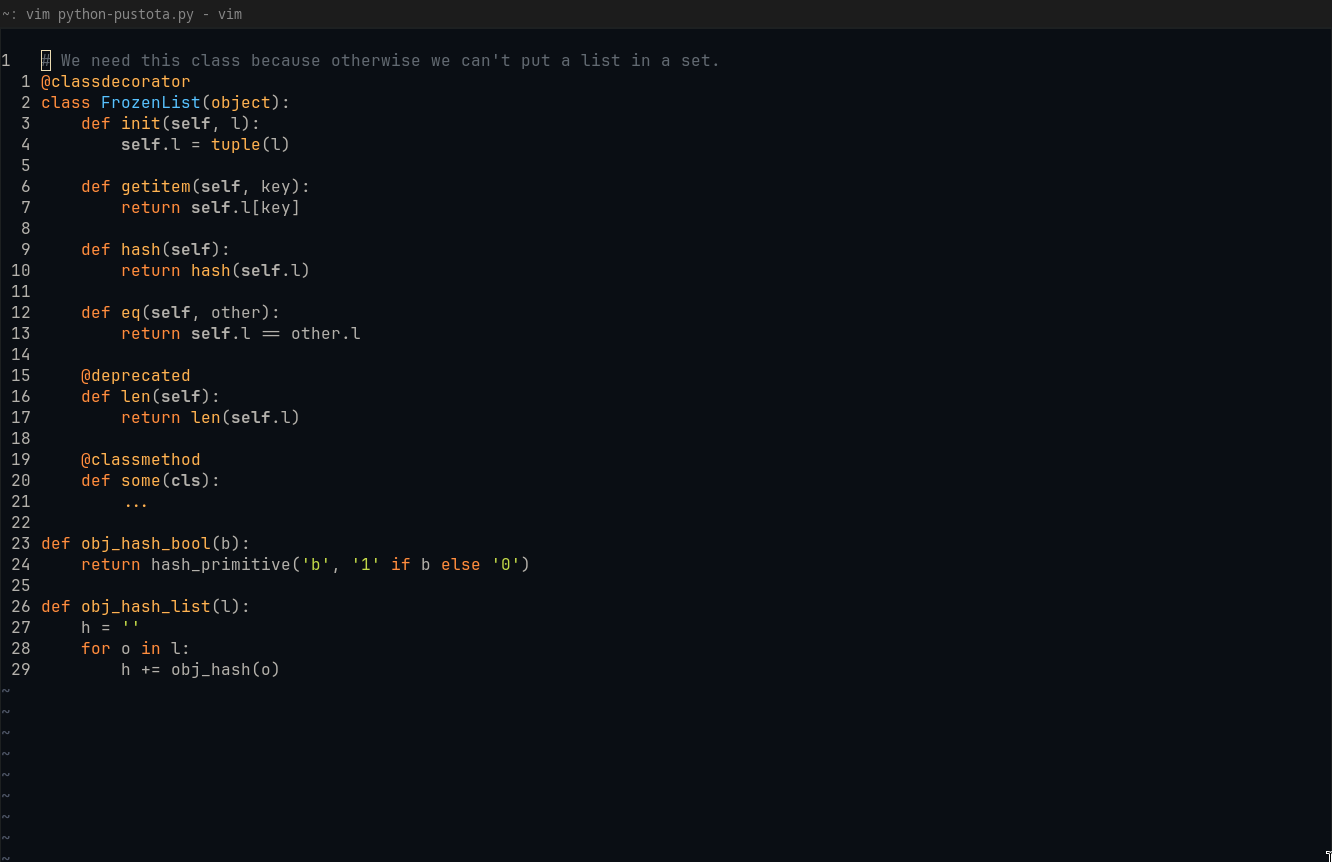 ~: vim python-pustota.py - vim
1   # We need this class because otherwise we can't put a list in a set.
  1 @classdecorator
  2 class FrozenList(object):
  3     def init(self, l):
  4         self.l = tuple(l)
  5
  6     def getitem(self, key):
  7         return self.l[key]
  8
  9     def hash(self):
 10         return hash(self.l)
 11
 12     def eq(self, other):
 13         return self.l == other.l
 14
 15     @deprecated
 16     def len(self):
 17         return len(self.l)
 18
 19     @classmethod
 20     def some(cls):
 21         ...
 22
 23 def obj_hash_bool(b):
 24     return hash_primitive('b', '1' if b else '0')
 25
 26 def obj_hash_list(l):
 27     h = ''
 28     for o in l:
 29         h += obj_hash(o)
~
~
~
~
~
~
~
~
~